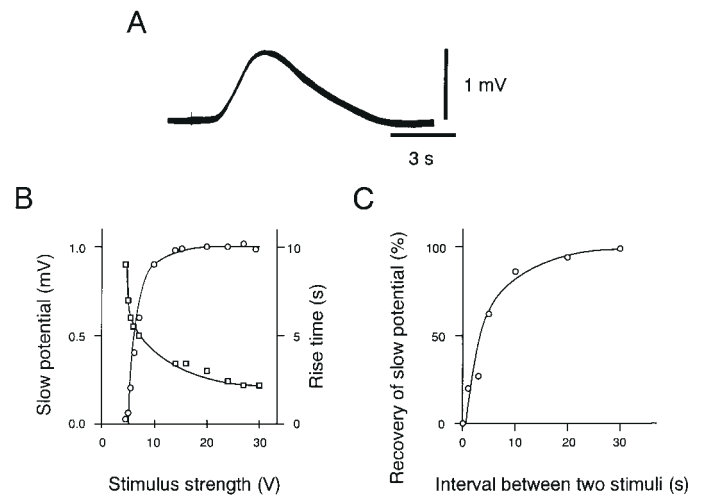 A
1 mV
3 s
B
C
Slow potential (mV)
1.0
0.5
0.0
10
5
0
Rise time (s)
0 10 20 30
Stimulus strength (V)
Recovery of slow potential (%)
100
50
0
0 10 20 30
Interval between two stimuli (s)